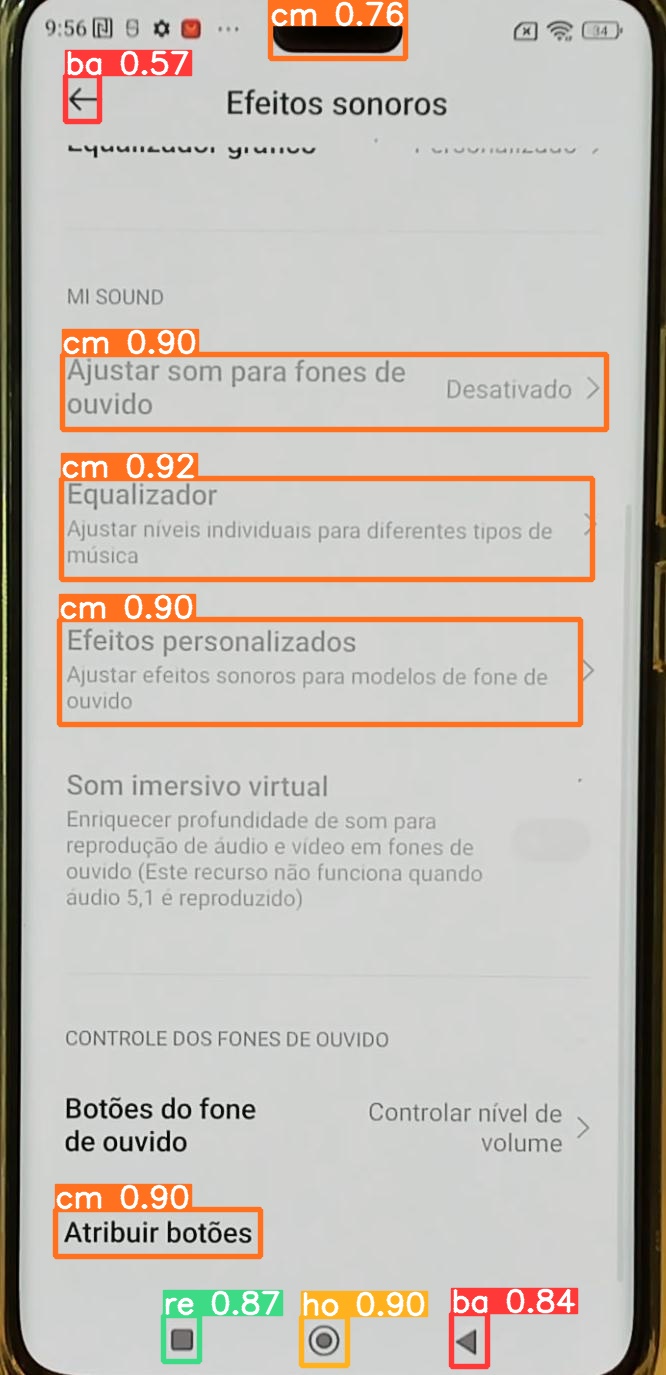 cm 0.76
9:56
34
ba 0.57
Efeitos sonoros
Equalizador gráfico Personalizado
MI SOUND
cm 0.90
Ajustar som para fones de
ouvido
Desativado
cm 0.92
Equalizador
Ajustar níveis individuais para diferentes tipos de
música
cm 0.90
Efeitos personalizados
Ajustar efeitos sonoros para modelos de fone de
ouvido
Som imersivo virtual
Enriquecer profundidade de som para
reprodução de áudio e vídeo em fones de
ouvido (Este recurso não funciona quando
áudio 5,1 é reproduzido)
CONTROLE DOS FONES DE OUVIDO
Botões do fone
de ouvido
Controlar nível de
volume
cm 0.90
Atribuir botões
re 0.87
ho 0.90
ba 0.84